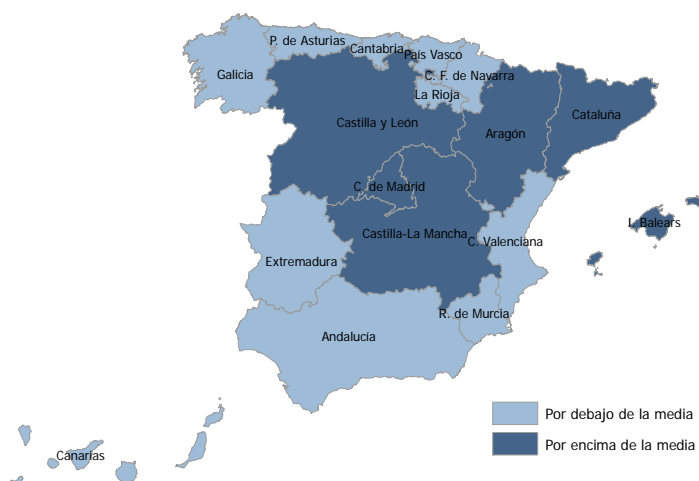 P. de Asturias
Cantabria
País Vasco
Galicia
C. F. de Navarra
La Rioja
Castilla y León
Cataluña
Aragón
C. de Madrid
I. Balears
Castilla-La Mancha
C. Valenciana
Extremadura
R. de Murcia
Andalucía
Por debajo de la media
Por encima de la media
Canarias